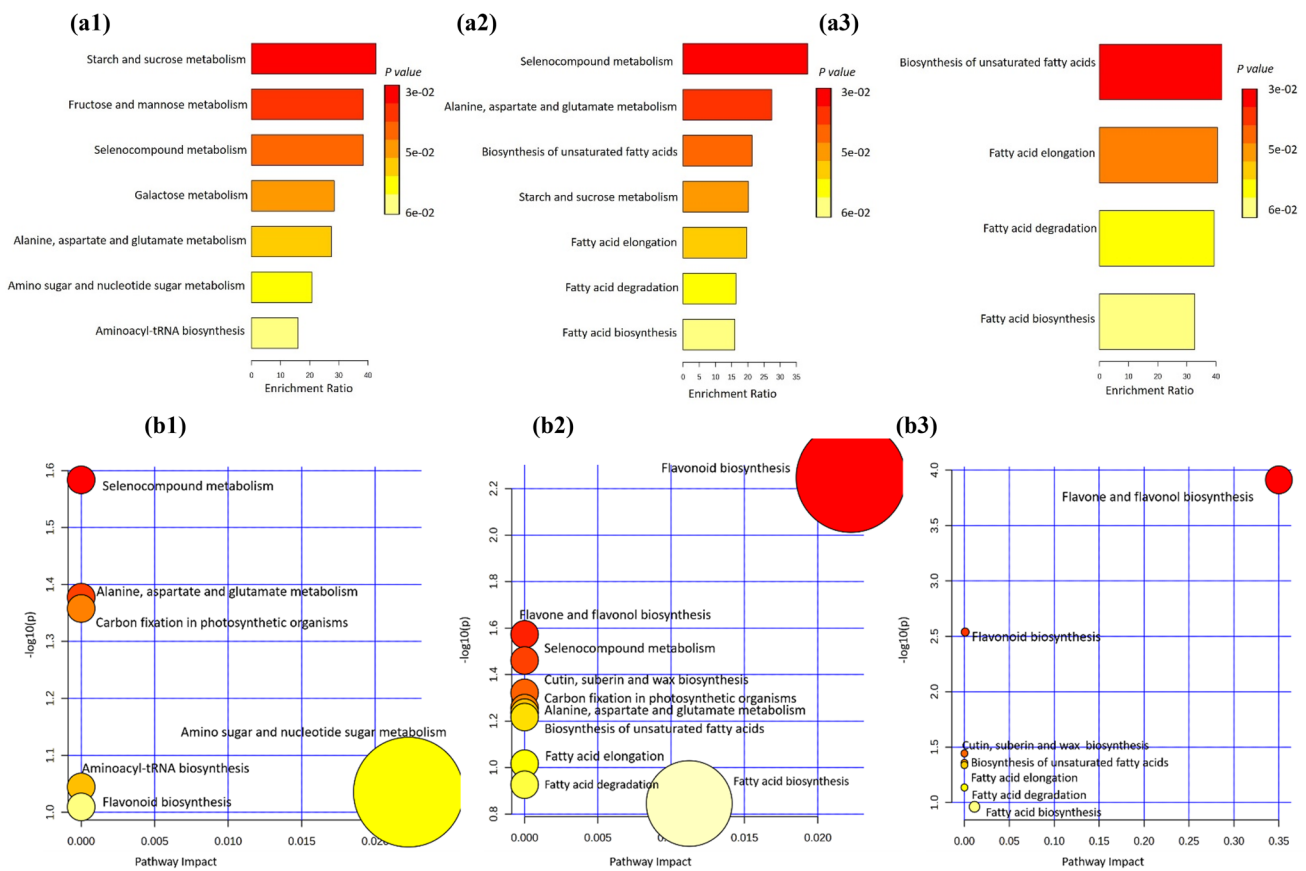 (a1)
Starch and sucrose metabolism
Fructose and mannose metabolism
Selenocompound metabolism
Galactose metabolism
Alanine, aspartate and glutamate metabolism
Amino sugar and nucleotide sugar metabolism
Aminoacyl-tRNA biosynthesis
P value
3e-02
5e-02
6e-02
0 10 20 30 40
Enrichment Ratio
(a2)
Selenocompound metabolism
Alanine, aspartate and glutamate metabolism
Biosynthesis of unsaturated fatty acids
Starch and sucrose metabolism
Fatty acid elongation
Fatty acid degradation
Fatty acid biosynthesis
P value
3e-02
5e-02
6e-02
0 5 10 15 20 25 30 35
Enrichment Ratio
(a3)
Biosynthesis of unsaturated fatty acids
Fatty acid elongation
Fatty acid degradation
Fatty acid biosynthesis
P value
3e-02
5e-02
6e-02
0 10 20 30 40
Enrichment Ratio
(b1)
-log10(p)
1.6
1.5
1.4
1.3
1.2
1.1
1.0
Selenocompound metabolism
Alanine, aspartate and glutamate metabolism
Carbon fixation in photosynthetic organisms
Amino sugar and nucleotide sugar metabolism
Aminoacyl-tRNA biosynthesis
Flavonoid biosynthesis
0.000 0.005 0.010 0.015
Pathway Impact
(b2)
-log10(p)
2.2
2.0
1.8
1.6
1.4
1.2
1.0
0.8
Flavonoid biosynthesis
Flavone and flavonol biosynthesis
Selenocompound metabolism
Cutin, suberin and wax biosynthesis
Carbon fixation in photosynthetic organisms
Alanine, aspartate and glutamate metabolism
Biosynthesis of unsaturated fatty acids
Fatty acid elongation
Fatty acid degradation
Fatty acid biosynthesis
0.000 0.005 0.010 0.015 0.020
Pathway Impact
(b3)
-log10(p)
4.0
3.5
3.0
2.5
2.0
1.5
1.0
Flavone and flavonol biosynthesis
Flavonoid biosynthesis
Cutin, suberin and wax biosynthesis
Biosynthesis of unsaturated fatty acids
Fatty acid elongation
Fatty acid degradation
Fatty acid biosynthesis
0.00 0.05 0.10 0.15 0.20 0.25 0.30 0.35
Pathway Impact